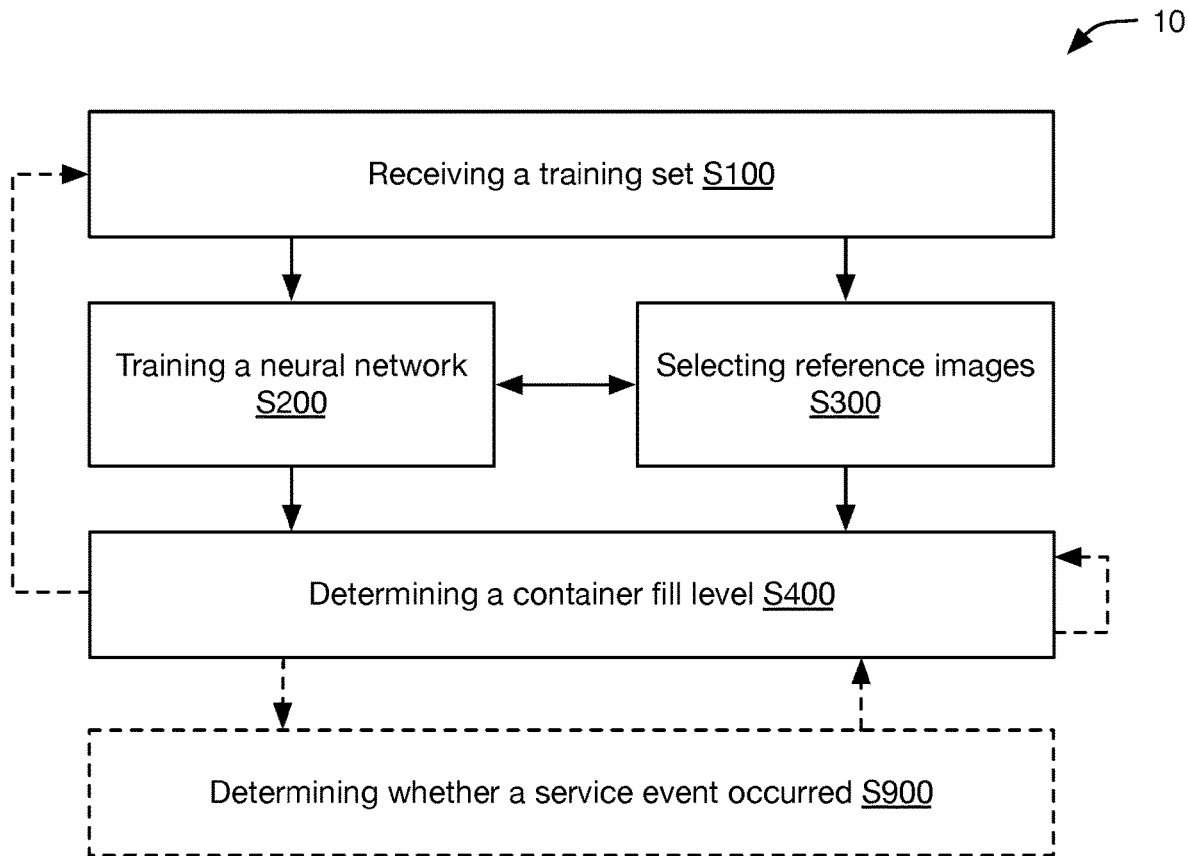 10
Receiving a training set S100
Training a neural network
S200
Selecting reference images
S300
Determining a container fill level S400
Determining whether a service event occurred S900